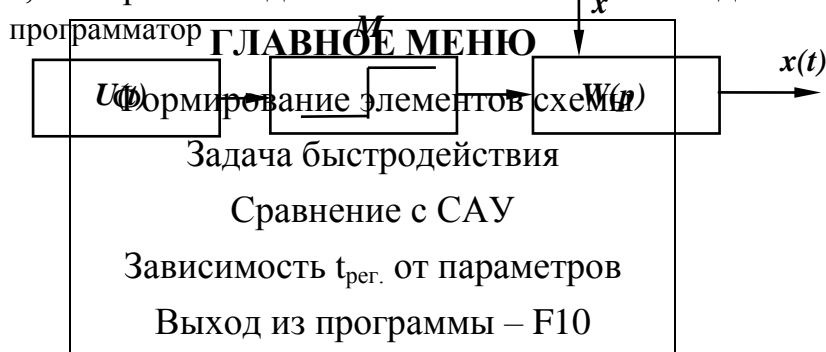 x
программатор
M
ГЛАВНОЕ МЕНЮ
x(t)
U(t)
Формирование элементов схемы
W(p)
Задача быстродействия
Сравнение с САУ
Зависимость tрег. от параметров
Выход из программы – F10